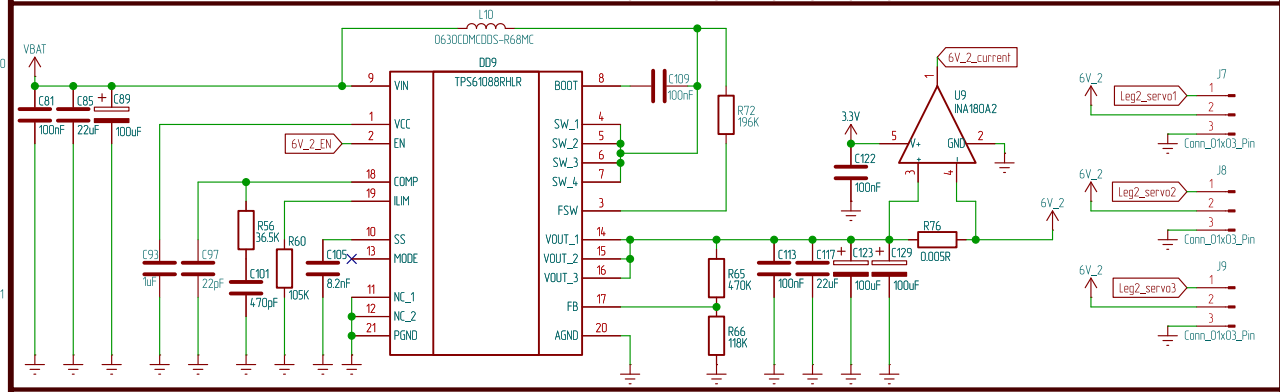 L10
0630CDMCDDS-R68MC
VBAT
C81
100nF
C85
22uF
C89
100uF
DD9
TPS61088RHLR
9
VIN
1
VCC
6V_2_EN
2
EN
18
COMP
19
ILIM
10
SS
13
MODE
11
NC_1
12
NC_2
21
PGND
BOOT
8
SW_1
4
SW_2
5
SW_3
6
SW_4
7
FSW
3
VOUT_1
14
VOUT_2
15
VOUT_3
16
FB
17
AGND
20
C93
1uF
C97
22pF
R56
36.5K
C101
470pF
R60
105K
C105
8.2nF
C109
100nF
R72
196K
R65
470K
R66
118K
C113
100nF
C117
22uF
C123
100uF
C129
100uF
3.3V
C122
100nF
6V_2_current
1
U9
INA180A2
5
V+
GND
2
+
-
3
4
R76
0.005R
6V_2
J7
6V_2
Leg2_servo1
1
2
3
Conn_01x03_Pin
J8
6V_2
Leg2_servo2
1
2
3
Conn_01x03_Pin
J9
6V_2
Leg2_servo3
1
2
3
Conn_01x03_Pin